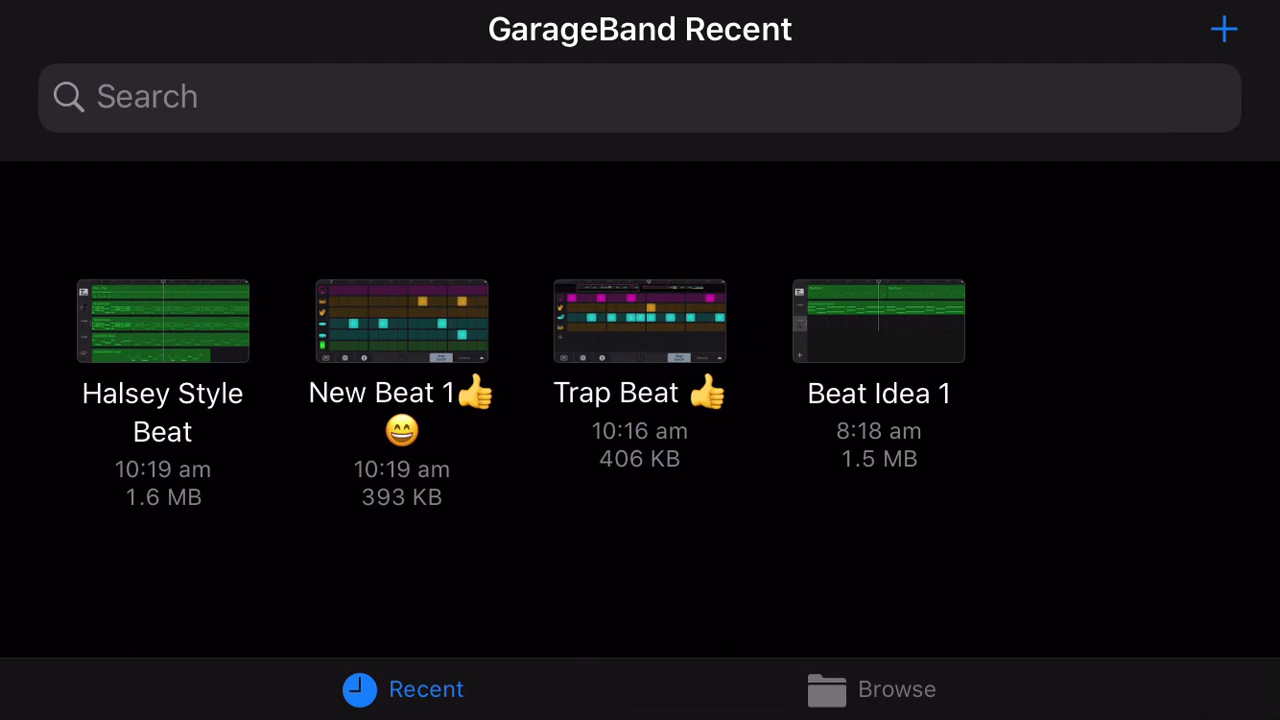 GarageBand Recent
Search
Halsey Style
Beat
10:19 am
1.6 MB
New Beat 1👍
😄
10:19 am
393 KB
Trap Beat 👍
10:16 am
406 KB
Beat Idea 1
8:18 am
1.5 MB
Recent
Browse